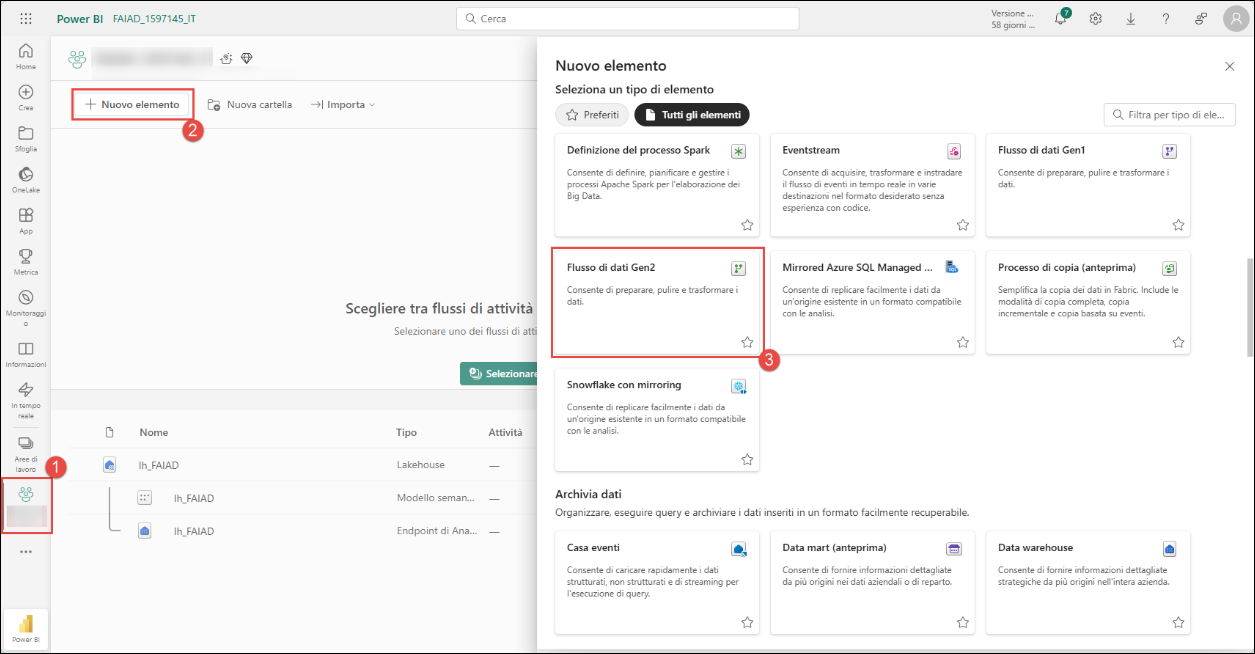 Power BI FAIAD_1597145_IT
Cerca
Versione ...
58 giorni ...
7
Home
Crea
Sfoglia
OneLake
App
Metrica
Monitoraggi
o
Informazioni
In tempo
reale
Aree di
lavoro
1
Power BI
Nuovo elemento
Nuova cartella
Importa
2
Scegliere tra flussi di attività
Selezionare uno dei flussi di atti
Selezionare
Nome Tipo Attività
lh_FAIAD Lakehouse —
lh_FAIAD Modello seman... —
lh_FAIAD Endpoint di Ana... —
Nuovo elemento
Seleziona un tipo di elemento
Preferiti
Tutti gli elementi
Filtra per tipo di ele...
Definizione del processo Spark
Consente di definire, pianificare e gestire i
processi Apache Spark per l'elaborazione dei
Big Data.
Eventstream
Consente di acquisire, trasformare e instradare
il flusso di eventi in tempo reale in varie
destinazioni nel formato desiderato senza
esperienza con codice.
Flusso di dati Gen1
Consente di preparare, pulire e trasformare i
dati.
Flusso di dati Gen2
Consente di preparare, pulire e trasformare i
dati.
3
Mirrored Azure SQL Managed ...
Consente di replicare facilmente i dati da
un'origine esistente in un formato compatibile
con le analisi.
Processo di copia (anteprima)
Semplifica la copia dei dati in Fabric. Include le
modalità di copia completa, copia
incrementale e copia basata su eventi.
Snowflake con mirroring
Consente di replicare facilmente i dati da
un'origine esistente in un formato compatibile
con le analisi.
Archivia dati
Organizzare, eseguire query e archiviare i dati inseriti in un formato facilmente recuperabile.
Casa eventi
Consente di caricare rapidamente i dati
strutturati, non strutturati e di streaming per
l'esecuzione di query.
Data mart (anteprima)
Consente di fornire informazioni dettagliate
da più origini nei dati aziendali o di reparto.
Data warehouse
Consente di fornire informazioni dettagliate
strategiche da più origini nell'intera azienda.